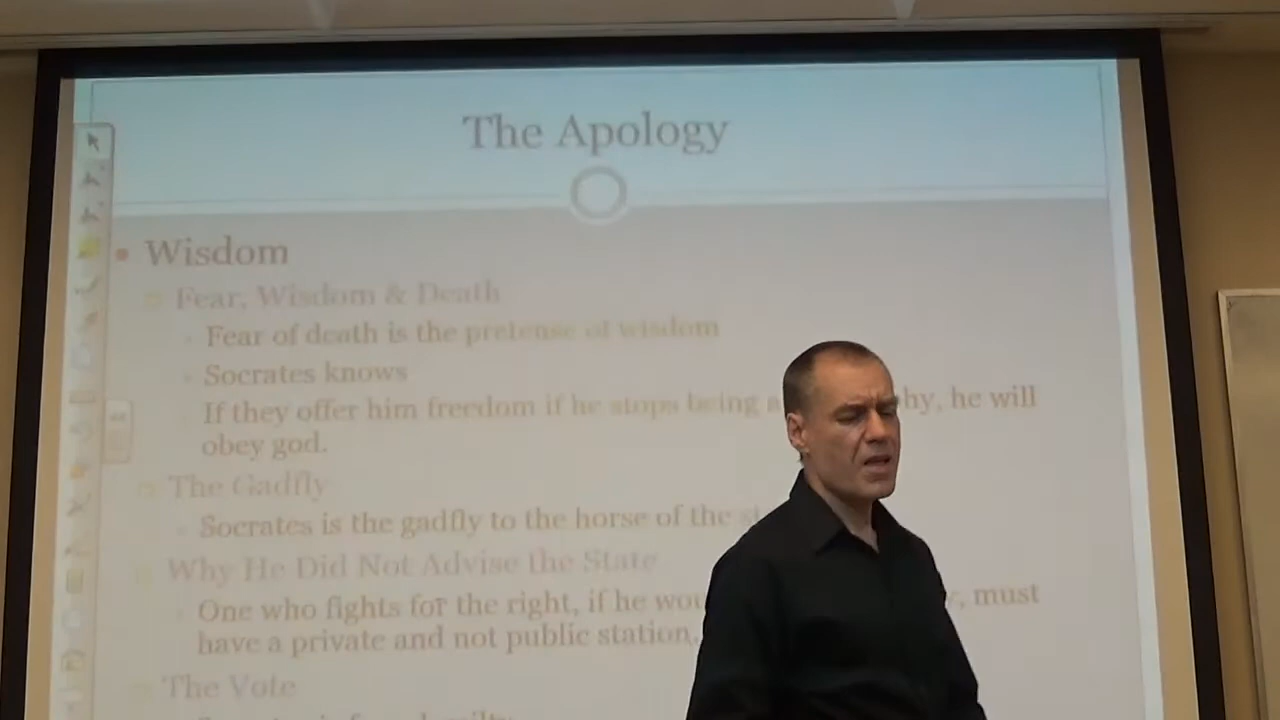 The Apology
Wisdom
Fear, Wisdom & Death
Fear of death is the pretense of wisdom
Socrates knows
If they offer him freedom if he stops being a hy, he will
obey god.
The Gadfly
Socrates is the gadfly to the horse of the st
Why He Did Not Advise the State
One who fights for the right, if he wou , must
have a private and not public station.
The Vote